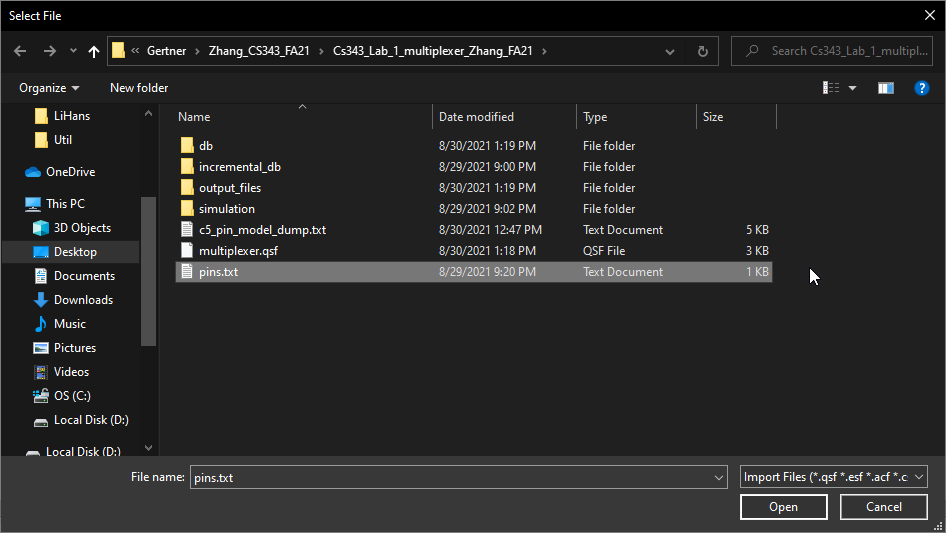 Select File
« Gertner > Zhang_CS343_FA21 > Cs343_Lab_1_multiplexer_Zhang_FA21 >
Search Cs343_Lab_1_multipl...
Organize New folder
LiHans
Util
OneDrive
This PC
3D Objects
Desktop
Documents
Downloads
Music
Pictures
Videos
OS (C:)
Local Disk (D:)
Local Disk (D:)
Name Date modified Type Size
db 8/30/2021 1:19 PM File folder
incremental_db 8/29/2021 9:00 PM File folder
output_files 8/30/2021 1:19 PM File folder
simulation 8/29/2021 9:02 PM File folder
c5_pin_model_dump.txt 8/30/2021 12:47 PM Text Document 5 KB
multiplexer.qsf 8/30/2021 1:18 PM QSF File 3 KB
pins.txt 8/29/2021 9:20 PM Text Document 1 KB
File name: pins.txt
Import Files (*.qsf *.esf *.acf *.c
Open Cancel